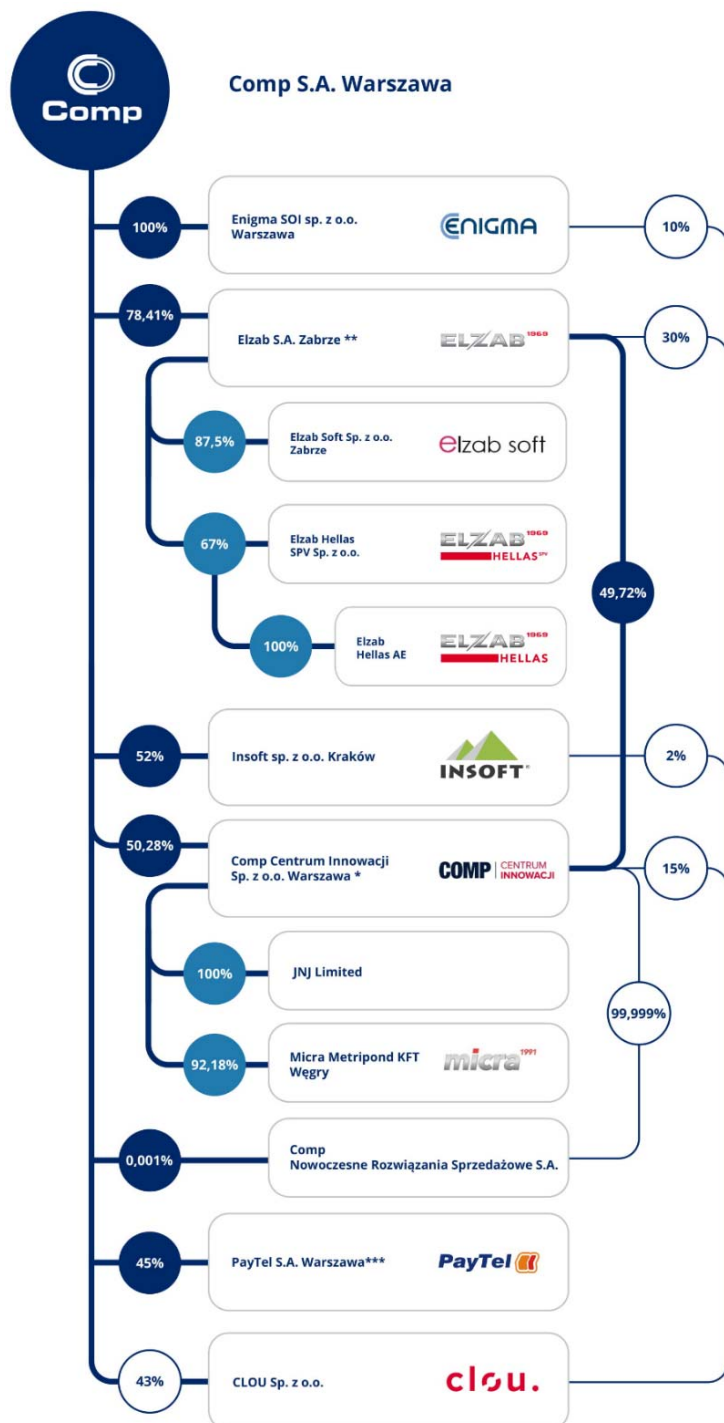 Comp
Comp S.A. Warszawa
100%
Enigma SOI sp. z o.o.
Warszawa
ENIGMA
10%
78,41%
Elzab S.A. Zabrze **
ELZAB 1969
30%
87,5%
Elzab Soft Sp. z o.o.
Zabrze
elzab soft
67%
Elzab Hellas
SPV Sp. z o.o.
ELZAB 1969
HELLAS SPV
49,72%
100%
Elzab
Hellas AE
ELZAB 1969
HELLAS
52%
Insoft sp. z o.o. Kraków
INSOFT®
2%
50,28%
Comp Centrum Innowacji
Sp. z o.o. Warszawa *
COMP CENTRUM
INNOWACJI
15%
100%
JNJ Limited
99,999%
92,18%
Micra Metripond KFT
Węgry
micra 1991
0,001%
Comp
Nowoczesne Rozwiązania Sprzedażowe S.A.
45%
PayTel S.A. Warszawa***
PayTel
43%
CLOU Sp. z o.o.
clou.